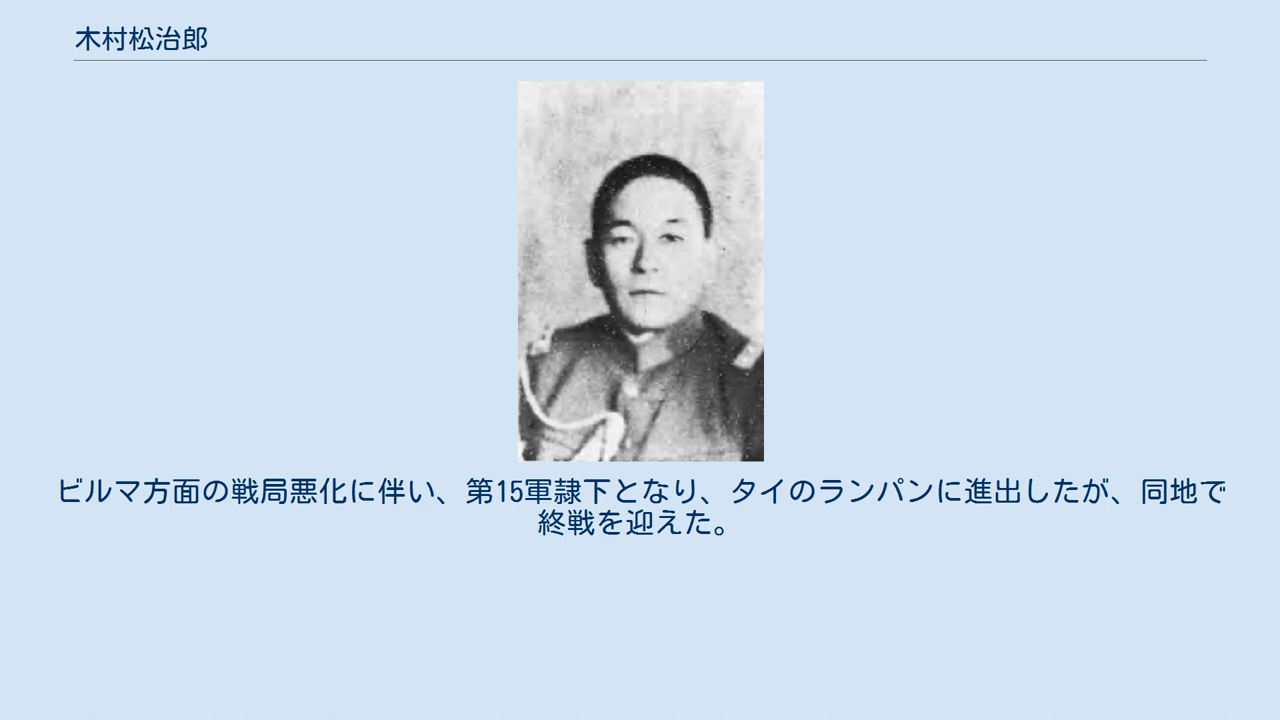 木村松治郎
ビルマ方面の戦局悪化に伴い、第15軍隷下となり、タイのランパンに進出したが、同地で
終戦を迎えた。